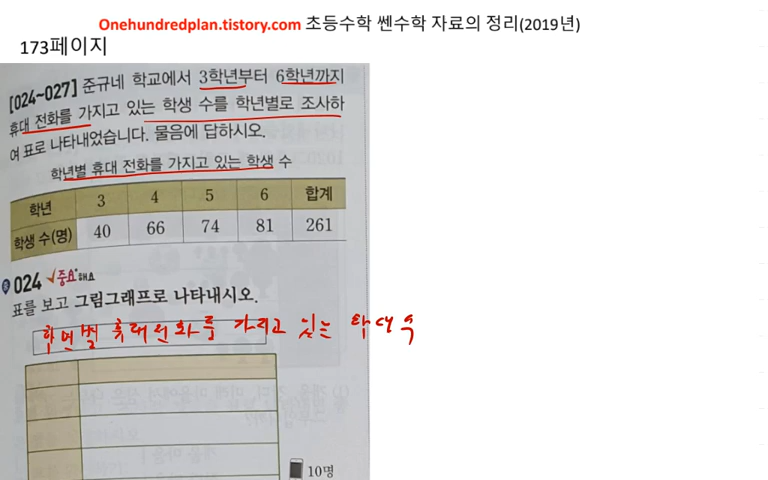 Onehundredplan.tistory.com 초등수학 쎈수학 자료의 정리(2019년)
173페이지
[024~027] 준규네 학교에서 3학년부터 6학년까지
휴대 전화를 가지고 있는 학생 수를 학년별로 조사하
여 표로 나타내었습니다. 물음에 답하시오.
학년별 휴대 전화를 가지고 있는 학생 수
학년 3 4 5 6 합계
학생 수(명) 40 66 74 81 261
024 중요
표를 보고 그림그래프로 나타내시오.
학년별 휴대전화를 가지고 있는
10명